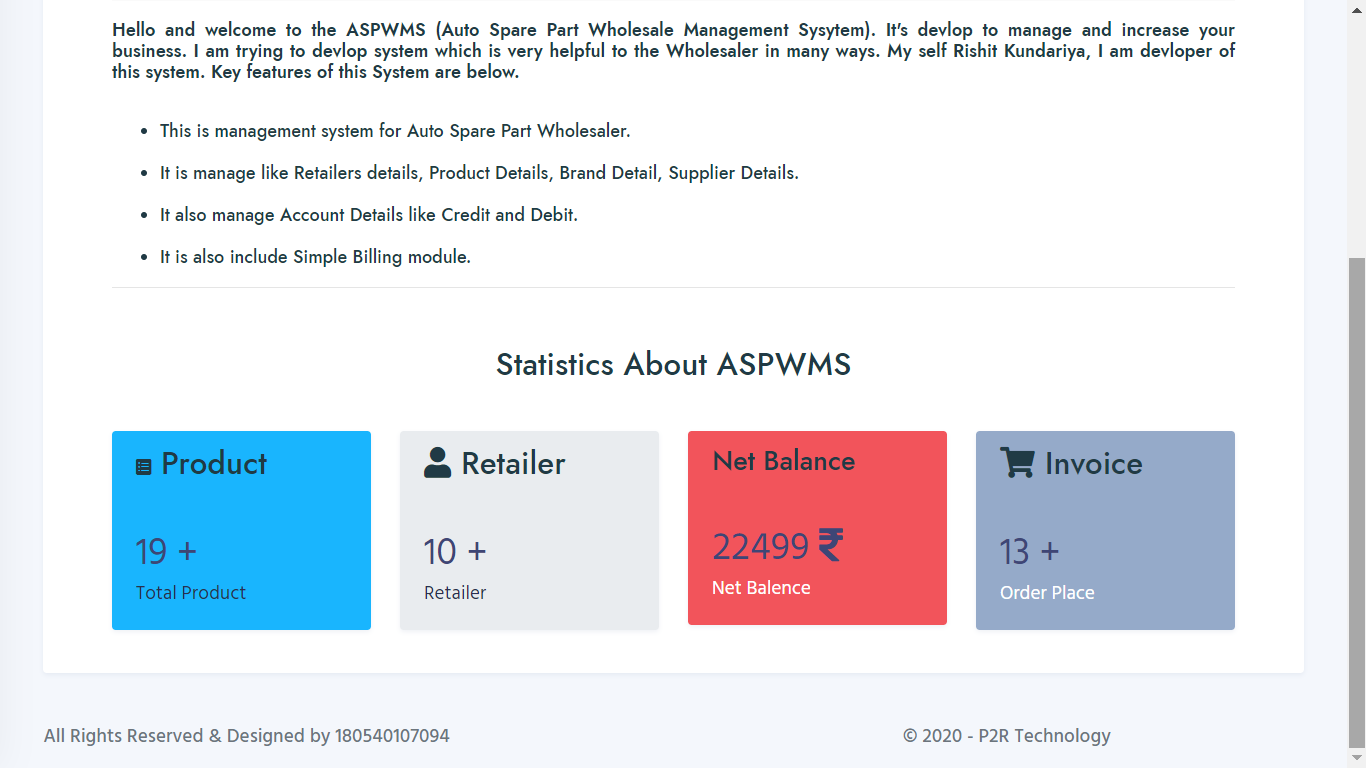 Hello and welcome to the ASPWMS (Auto Spare Part Wholesale Management Sysytem). It's devlop to manage and increase your
business. I am trying to devlop system which is very helpful to the Wholesaler in many ways. My self Rishit Kundariya, I am devloper of
this system. Key features of this System are below.
• This is management system for Auto Spare Part Wholesaler.
• It is manage like Retailers details, Product Details, Brand Detail, Supplier Details.
• It also manage Account Details like Credit and Debit.
• It is also include Simple Billing module.
Statistics About ASPWMS
Product
19 +
Total Product
Retailer
10 +
Retailer
Net Balance
22499 ₹
Net Balence
Invoice
13 +
Order Place
All Rights Reserved & Designed by 180540107094
© 2020 - P2R Technology